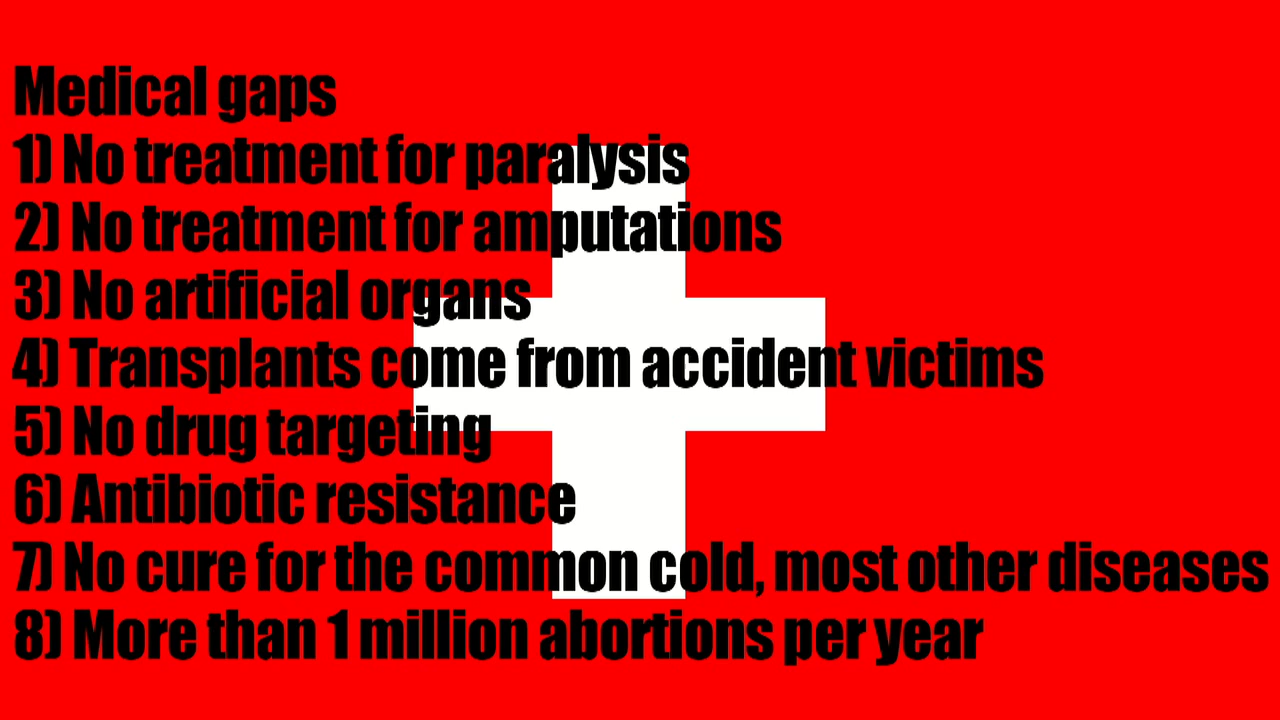 Medical gaps
1) No treatment for paralysis
2) No treatment for amputations
3) No artificial organs
4) Transplants come from accident victims
5) No drug targeting
6) Antibiotic resistance
7) No cure for the common cold, most other diseases
8) More than 1 million abortions per year